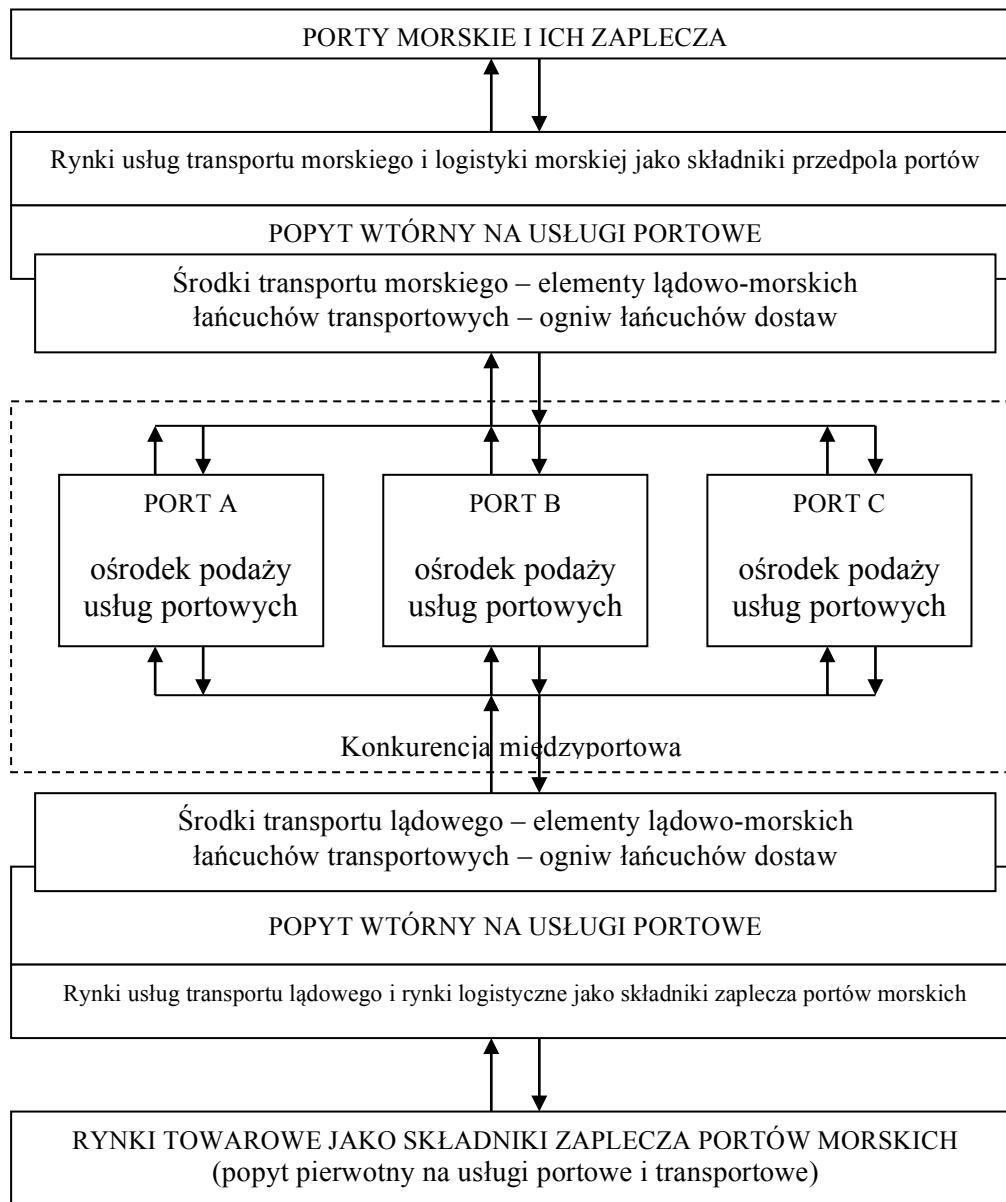 PORTY MORSKIE I ICH ZAPLECZA
Rynki usług transportu morskiego i logistyki morskiej jako składniki przedpola portów
POPYT WTÓRNY NA USŁUGI PORTOWE
Środki transportu morskiego – elementy lądowo-morskich
łańcuchów transportowych – ogniw łańcuchów dostaw
PORT A
ośrodek podaży
usług portowych
PORT B
ośrodek podaży
usług portowych
PORT C
ośrodek podaży
usług portowych
Konkurencja międzyportowa
Środki transportu lądowego – elementy lądowo-morskich
łańcuchów transportowych – ogniw łańcuchów dostaw
POPYT WTÓRNY NA USŁUGI PORTOWE
Rynki usług transportu lądowego i rynki logistyczne jako składniki zaplecza portów morskich
RYNKI TOWAROWE JAKO SKŁADNIKI ZAPLECZA PORTÓW MORSKICH
(popyt pierwotny na usługi portowe i transportowe)